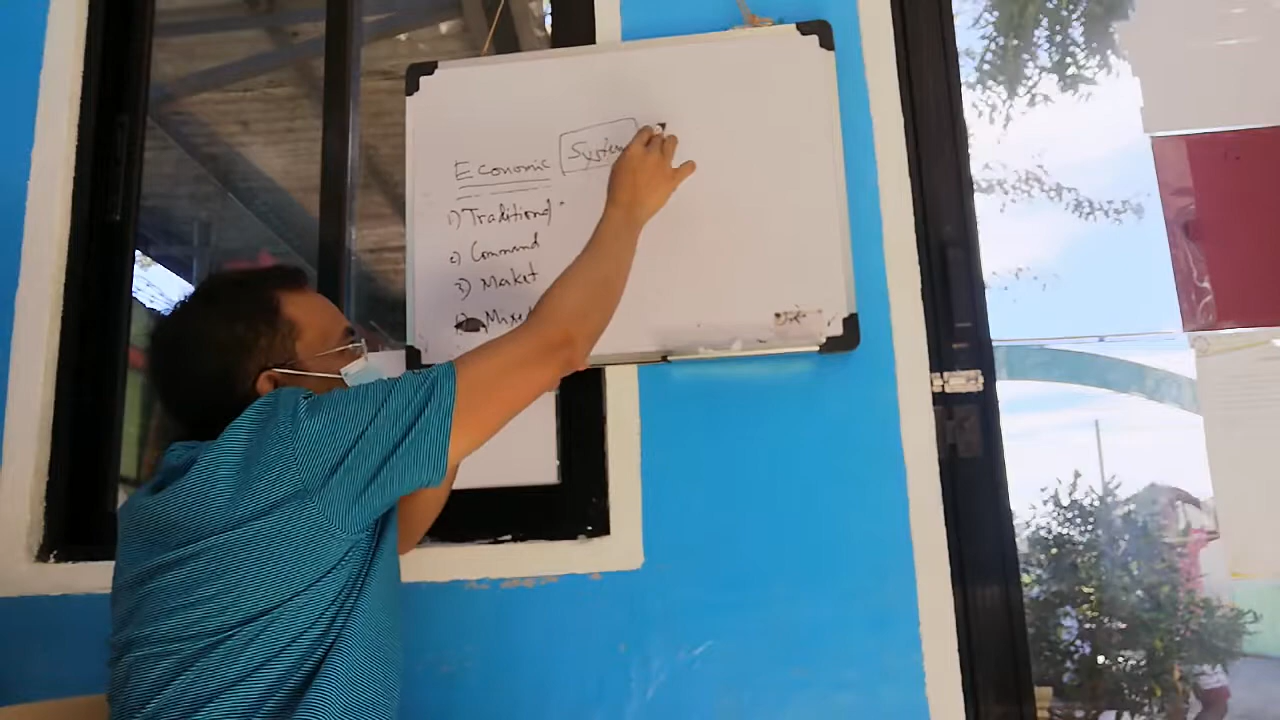 Economic System
1) Traditional
2) Command
3) Market
4) Mixed